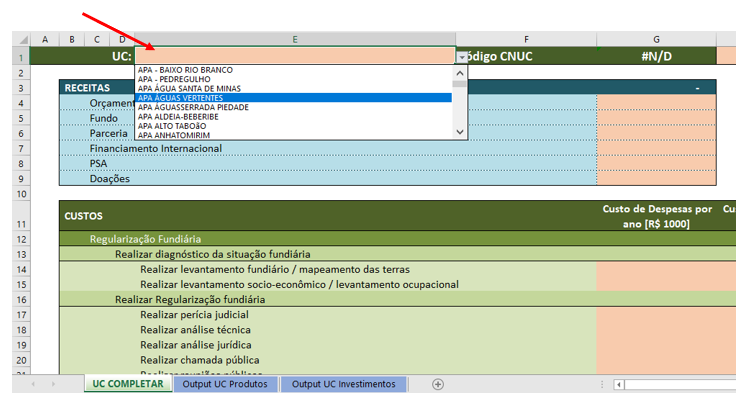 A B C D E F G
1 UC: Código CNUC #N/D
2
APA - BAIXO RIO BRANCO
APA - PEDREGULHO
APA ÁGUA SANTA DE MINAS
APA ÁGUAS VERTENTES
APA ÁGUASSERRADA PIEDADE
APA ALDEIA-BEBERIBE
APA ALTO TABOãO
APA ANHATOMIRIM
3 RECEITAS -
4 Orçament
5 Fundo
6 Parceria
7 Financiamento Internacional
8 PSA
9 Doações
10
11 CUSTOS Custo de Despesas por ano [R$ 1000] Cu
12 Regularização Fundiária
13 Realizar diagnóstico da situação fundiária
14 Realizar levantamento fundiário / mapeamento das terras
15 Realizar levantamento socio-econômico / levantamento ocupacional
16 Realizar Regularização fundiária
17 Realizar perícia judicial
18 Realizar análise técnica
19 Realizar análise jurídica
20 Realizar chamada pública
UC COMPLETAR Output UC Produtos Output UC Investimentos